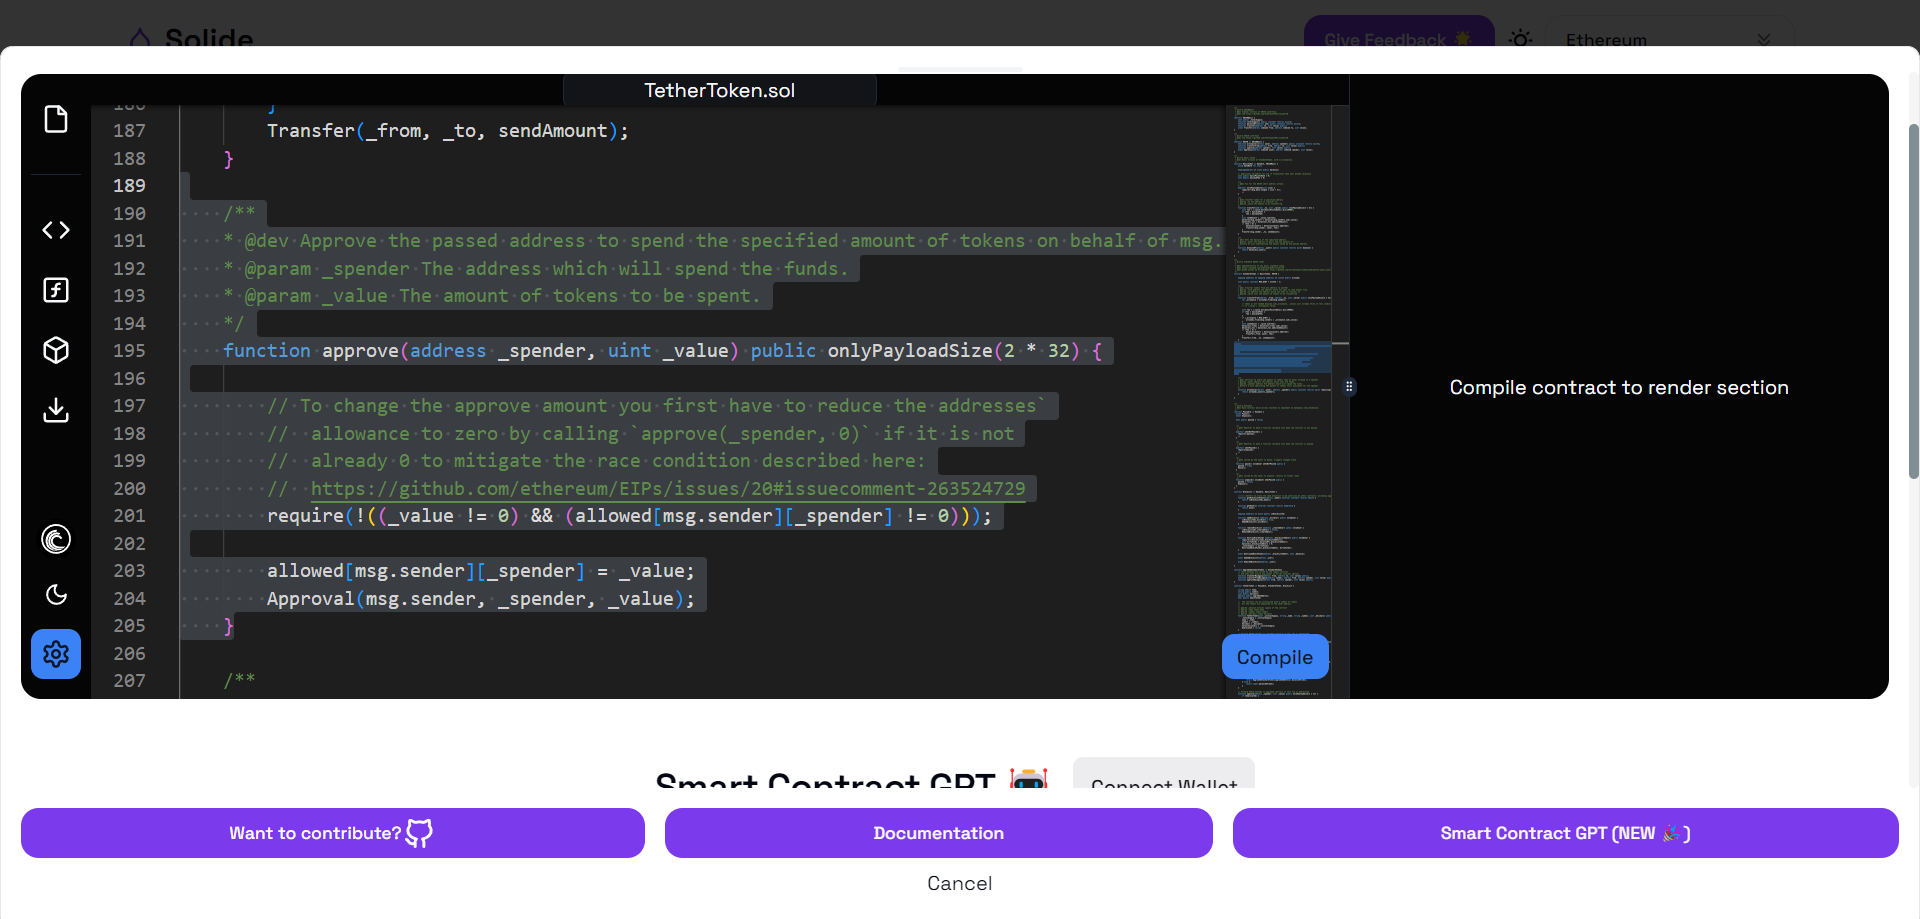 Solide
Give Feedback 🌟
Ethereum
TetherToken.sol
186 }
187 Transfer(_from, _to, sendAmount);
188 }
189
190 /**
191 * @dev Approve the passed address to spend the specified amount of tokens on behalf of msg.
192 * @param _spender The address which will spend the funds.
193 * @param _value The amount of tokens to be spent.
194 */
195 function approve(address _spender, uint _value) public onlyPayloadSize(2 * 32) {
196
197 // To change the approve amount you first have to reduce the addresses`
198 //  allowance to zero by calling `approve(_spender, 0)` if it is not
199 //  already 0 to mitigate the race condition described here:
200 //  https://github.com/ethereum/EIPs/issues/20#issuecomment-263524729
201 require(!((_value != 0) && (allowed[msg.sender][_spender] != 0)));
202
203 allowed[msg.sender][_spender] = _value;
204 Approval(msg.sender, _spender, _value);
205 }
206
207 /**
Compile
Compile contract to render section
Smart Contract GPT 🤖
Connect Wallet
Want to contribute?
Documentation
Smart Contract GPT (NEW 🎉)
Cancel